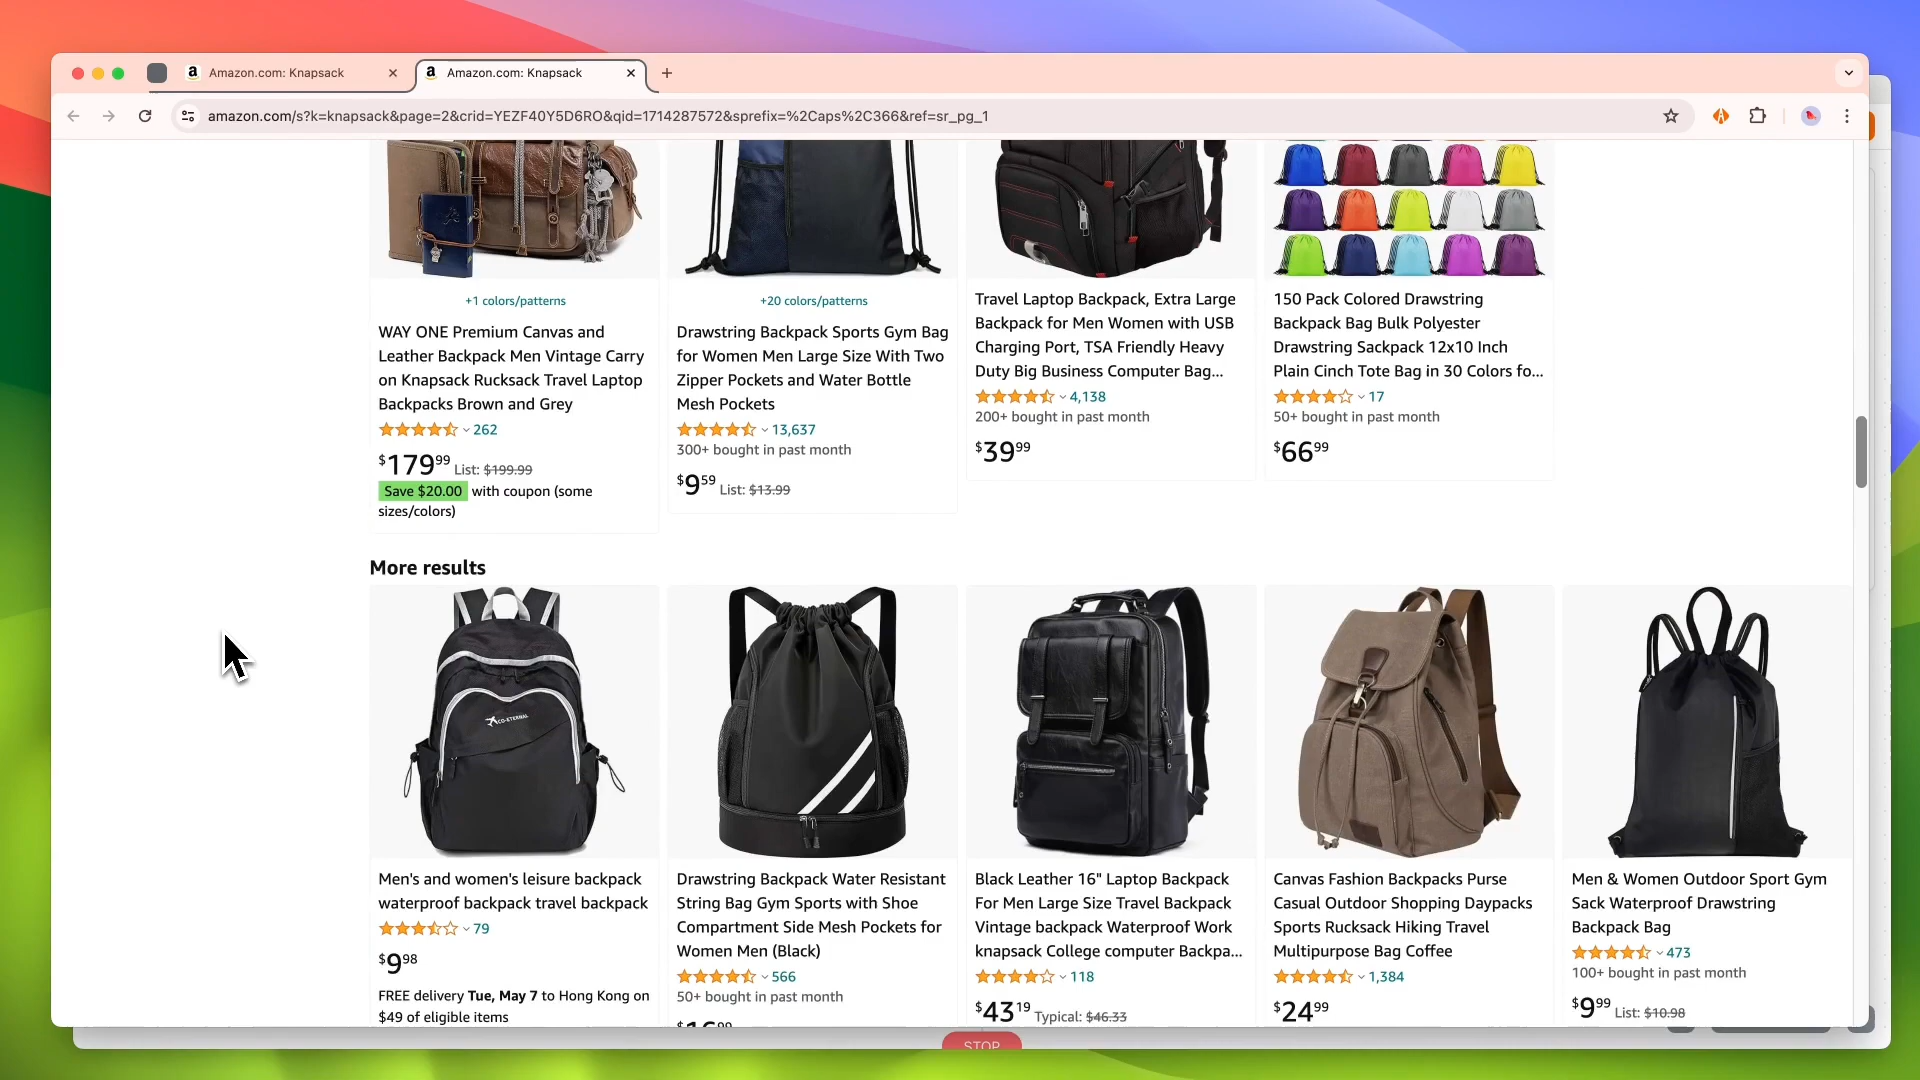 Amazon.com: Knapsack
Amazon.com: Knapsack
amazon.com/s?k=knapsack&page=2&crid=YEZF40Y5D6RO&qid=1714287572&sprefix=%2Caps%2C366&ref=sr_pg_1
+1 colors/patterns
WAY ONE Premium Canvas and
Leather Backpack Men Vintage Carry
on Knapsack Rucksack Travel Laptop
Backpacks Brown and Grey
262
$179.99 List: $199.99
Save $20.00 with coupon (some
sizes/colors)
+20 colors/patterns
Drawstring Backpack Sports Gym Bag
for Women Men Large Size With Two
Zipper Pockets and Water Bottle
Mesh Pockets
13,637
300+ bought in past month
$9.59 List: $13.99
Travel Laptop Backpack, Extra Large
Backpack for Men Women with USB
Charging Port, TSA Friendly Heavy
Duty Big Business Computer Bag...
4,138
200+ bought in past month
$39.99
150 Pack Colored Drawstring
Backpack Bag Bulk Polyester
Drawstring Sackpack 12x10 Inch
Plain Cinch Tote Bag in 30 Colors fo...
17
50+ bought in past month
$66.99
More results
Men's and women's leisure backpack
waterproof backpack travel backpack
79
$9.98
FREE delivery Tue, May 7 to Hong Kong on
$49 of eligible items
Drawstring Backpack Water Resistant
String Bag Gym Sports with Shoe
Compartment Side Mesh Pockets for
Women Men (Black)
566
50+ bought in past month
Black Leather 16" Laptop Backpack
For Men Large Size Travel Backpack
Vintage backpack Waterproof Work
knapsack College computer Backpa...
118
$43.19 Typical: $46.33
Canvas Fashion Backpacks Purse
Casual Outdoor Shopping Daypacks
Sports Rucksack Hiking Travel
Multipurpose Bag Coffee
1,384
$24.99
Men & Women Outdoor Sport Gym
Sack Waterproof Drawstring
Backpack Bag
473
100+ bought in past month
$9.99 List: $10.98
STOP